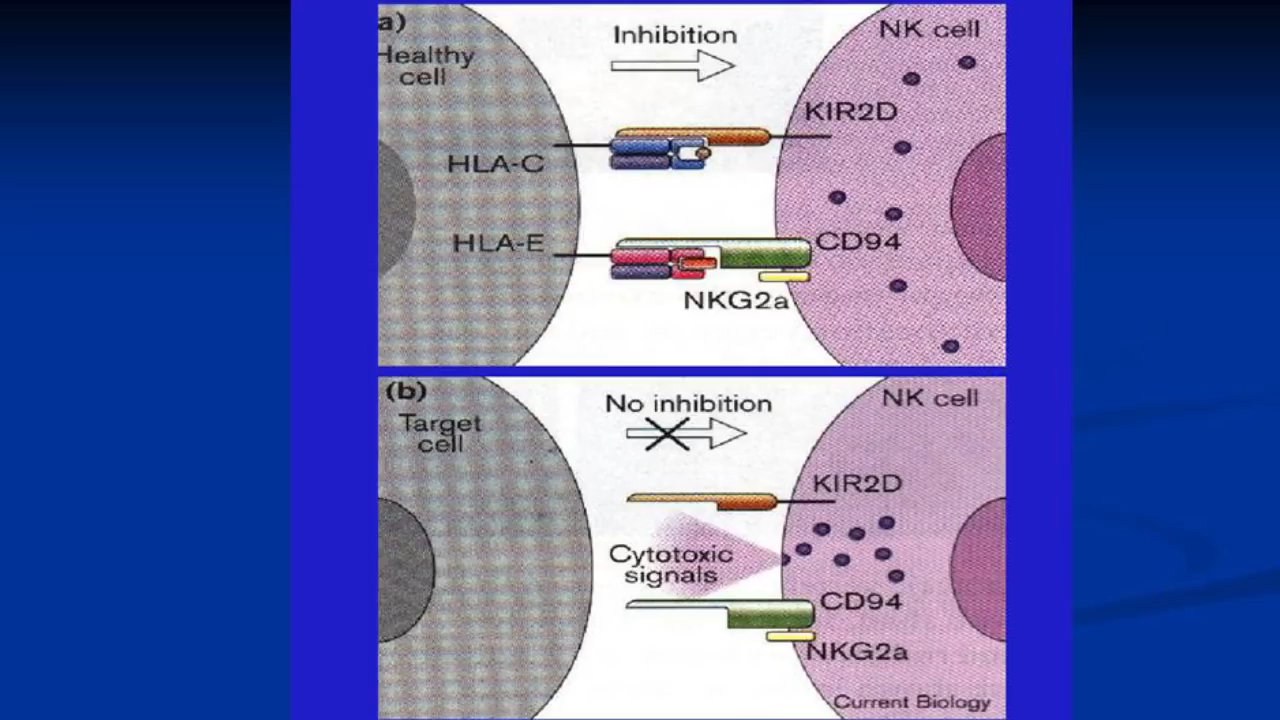 a)
Healthy
cell
Inhibition
NK cell
KIR2D
HLA-C
HLA-E
CD94
NKG2a
(b)
Target
cell
No inhibition
NK cell
KIR2D
Cytotoxic
signals
CD94
NKG2a
Current Biology